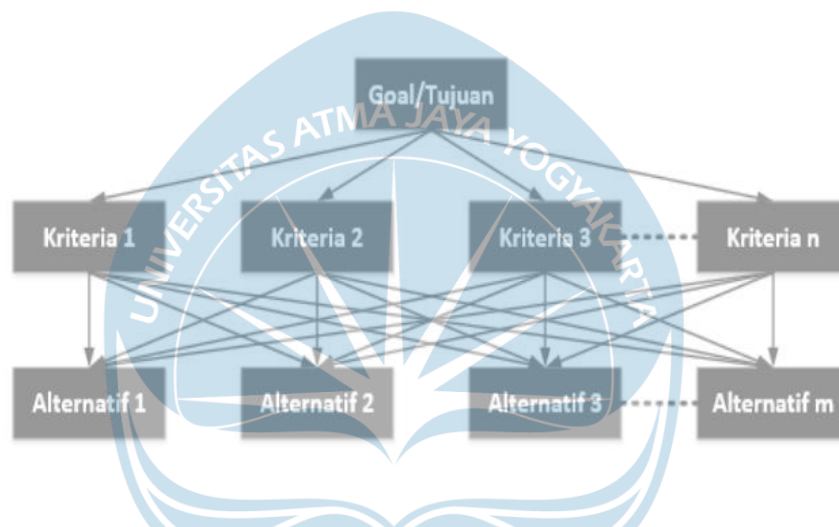 Goal/Tujuan
UNIVERSITAS ATMA JAYA YOGYAKARTA
Kriteria 1
Kriteria 2
Kriteria 3
Kriteria n
Alternatif 1
Alternatif 2
Alternatif 3
Alternatif m